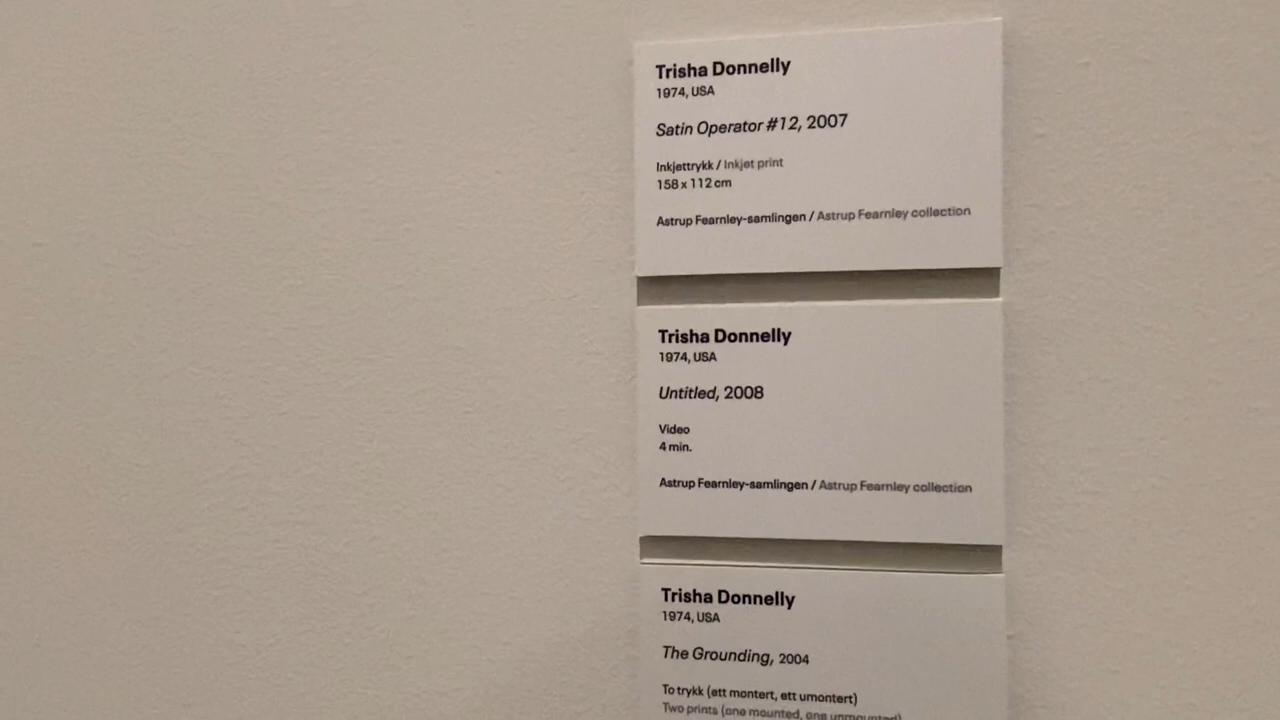 Trisha Donnelly
1974, USA
Satin Operator #12, 2007
Inkjettrykk / Inkjet print
158 x 112 cm
Astrup Fearnley-samlingen / Astrup Fearnley collection
Trisha Donnelly
1974, USA
Untitled, 2008
Video
4 min.
Astrup Fearnley-samlingen / Astrup Fearnley collection
Trisha Donnelly
1974, USA
The Grounding, 2004
To trykk (ett montert, ett umontert)
Two prints (one mounted, one unmounted)